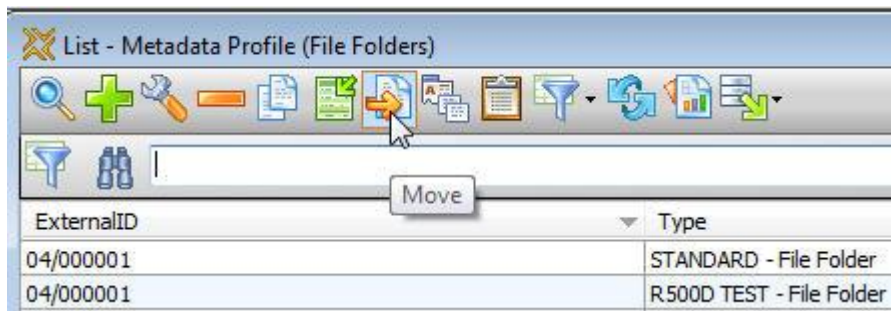 List - Metadata Profile (File Folders)
Move
ExternalID Type
04/000001 STANDARD - File Folder
04/000001 R500D TEST - File Folder